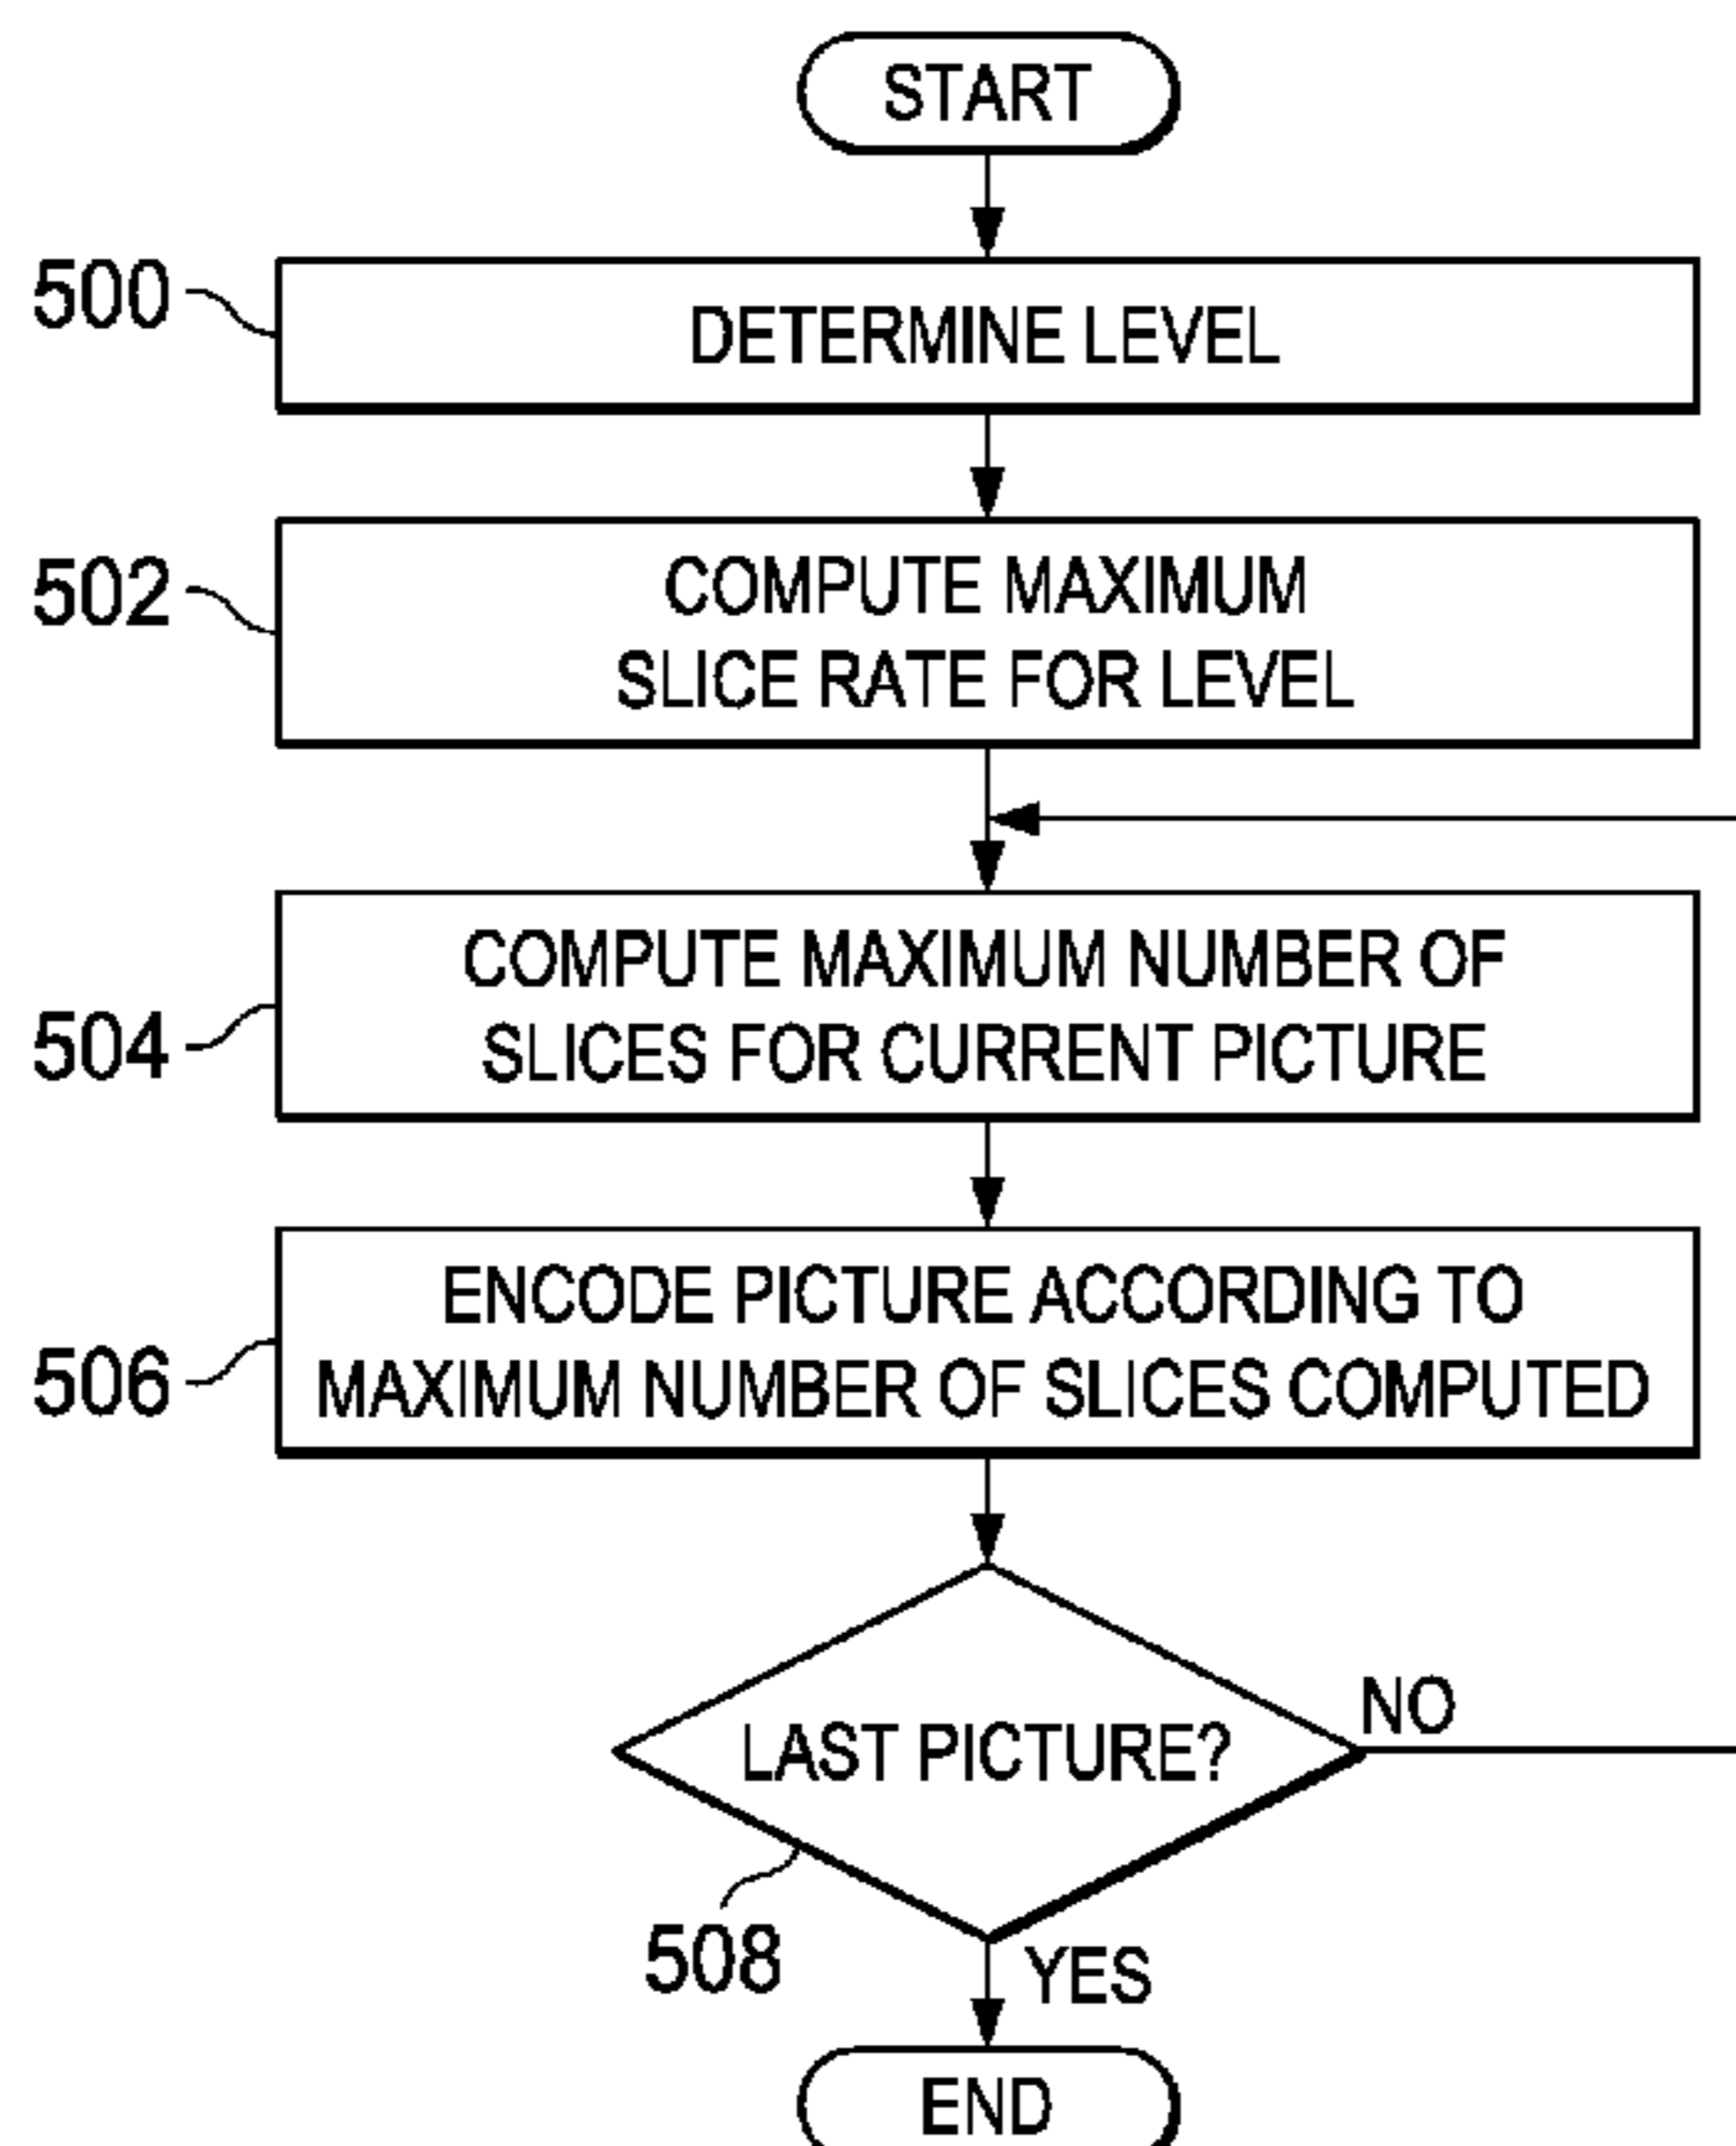 START
500
DETERMINE LEVEL
502
COMPUTE MAXIMUM
SLICE RATE FOR LEVEL
504
COMPUTE MAXIMUM NUMBER OF
SLICES FOR CURRENT PICTURE
506
ENCODE PICTURE ACCORDING TO
MAXIMUM NUMBER OF SLICES COMPUTED
LAST PICTURE?
NO
508
YES
END